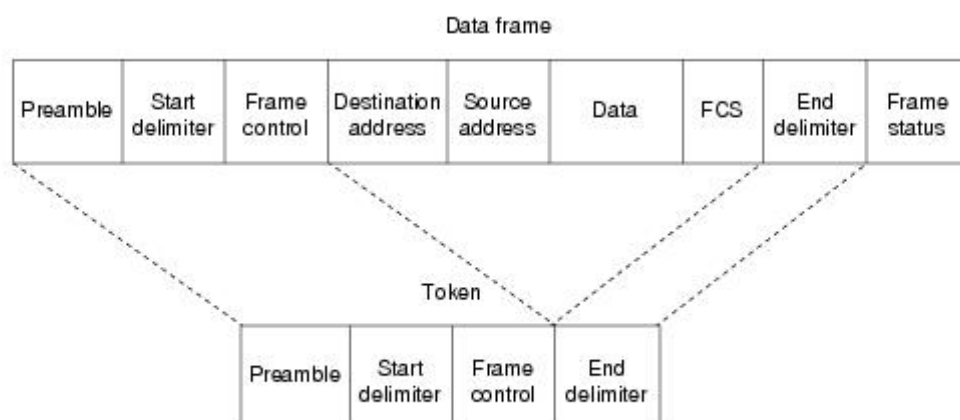 Data frame
Preamble
Start
delimiter
Frame
control
Destination
address
Source
address
Data
FCS
End
delimiter
Frame
status
Token
Preamble
Start
delimiter
Frame
control
End
delimiter